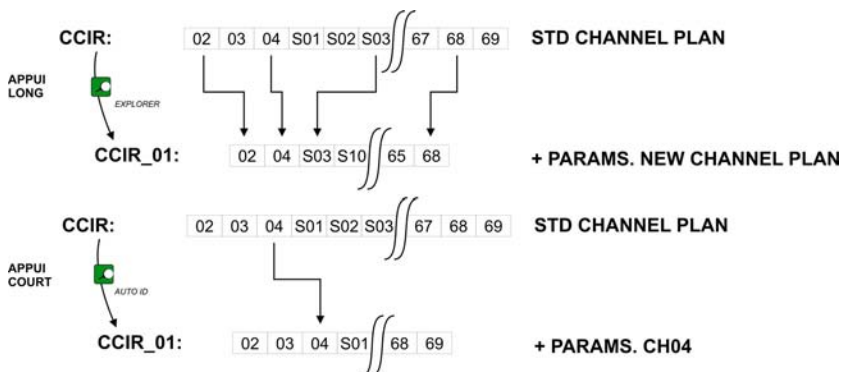 CCIR: 02 03 04 S01 S02 S03 67 68 69 STD CHANNEL PLAN
APPUI
LONG
EXPLORER
CCIR_01: 02 04 S03 S10 65 68 + PARAMS. NEW CHANNEL PLAN
CCIR: 02 03 04 S01 S02 S03 67 68 69 STD CHANNEL PLAN
APPUI
COURT
AUTO ID
CCIR_01: 02 03 04 S01 68 69 + PARAMS. CH04